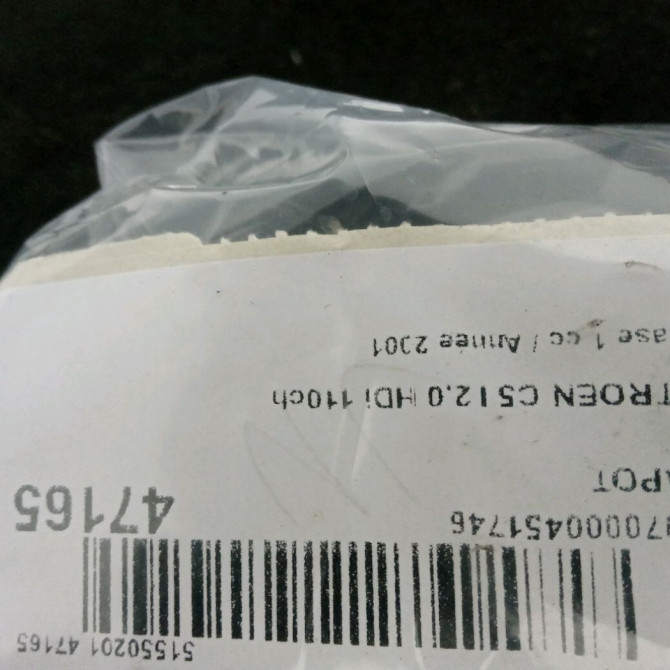 51550201 47165
70000451746 47165
APOT
TROEN C5 I 2.0 HDi 110ch
ase 1 cc / Année 2001